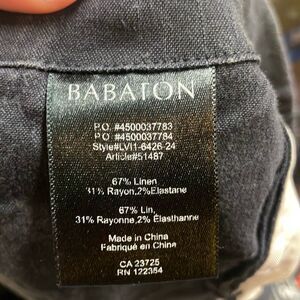 BABATON
P.O. #4500037783
P.O. #4500037784
Style#LVI1-6426-24
Article#51487
67% Linen
31% Rayon,2%Elastane
67% Lin,
31% Rayonne,2% Élasthanne
Made in China
Fabriqué en Chine
CA 23725
RN 122354